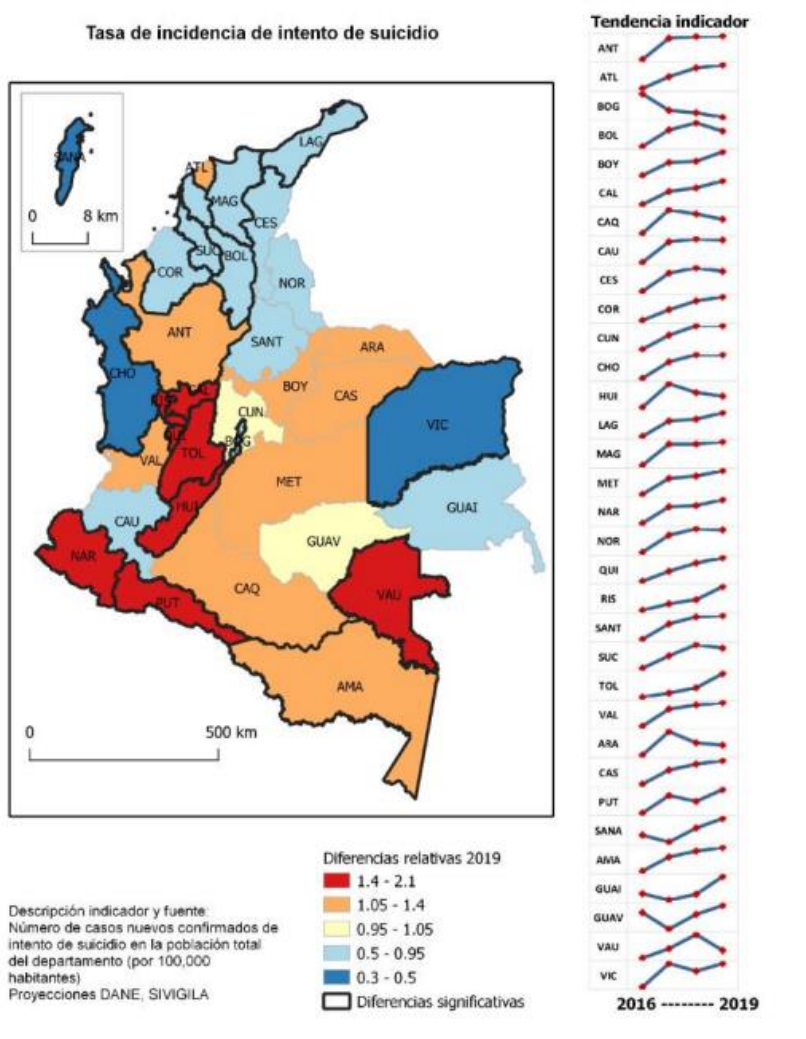 Tasa de incidencia de intento de suicidio
SANA
0 8 km
ATL
LAG
MAG
CES
SUC
BOL
COR
NOR
ANT
SANT
ARA
CHO
BOY
CAS
CUN
VIC
BOG
VAL
TOL
MET
HUI
GUAI
CAU
GUAV
NAR
CAQ
VAU
PUT
AMA
0 500 km
Tendencia indicador
ANT
ATL
BOG
BOL
BOY
CAL
CAQ
CAU
CES
COR
CUN
CHO
HUI
LAG
MAG
MET
NAR
NOR
QUI
RIS
SANT
SUC
TOL
VAL
ARA
CAS
PUT
SANA
AMA
GUAI
GUAV
VAU
VIC
2016 -------- 2019
Diferencias relativas 2019
1.4 - 2.1
1.05 - 1.4
0.95 - 1.05
0.5 - 0.95
0.3 - 0.5
Diferencias significativas
Descripción indicador y fuente:
Número de casos nuevos confirmados de
intento de suicidio en la población total
del departamento (por 100,000
habitantes)
Proyecciones DANE, SIVIGILA